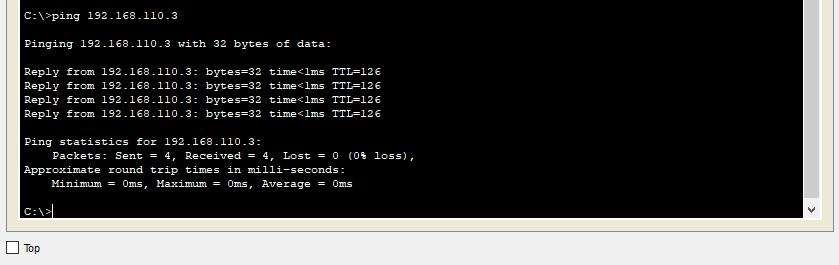 C:\>ping 192.168.110.3
Pinging 192.168.110.3 with 32 bytes of data:
Reply from 192.168.110.3: bytes=32 time<1ms TTL=126
Reply from 192.168.110.3: bytes=32 time<1ms TTL=126
Reply from 192.168.110.3: bytes=32 time<1ms TTL=126
Reply from 192.168.110.3: bytes=32 time<1ms TTL=126
Ping statistics for 192.168.110.3:
    Packets: Sent = 4, Received = 4, Lost = 0 (0% loss),
Approximate round trip times in milli-seconds:
    Minimum = 0ms, Maximum = 0ms, Average = 0ms
C:\>
Top